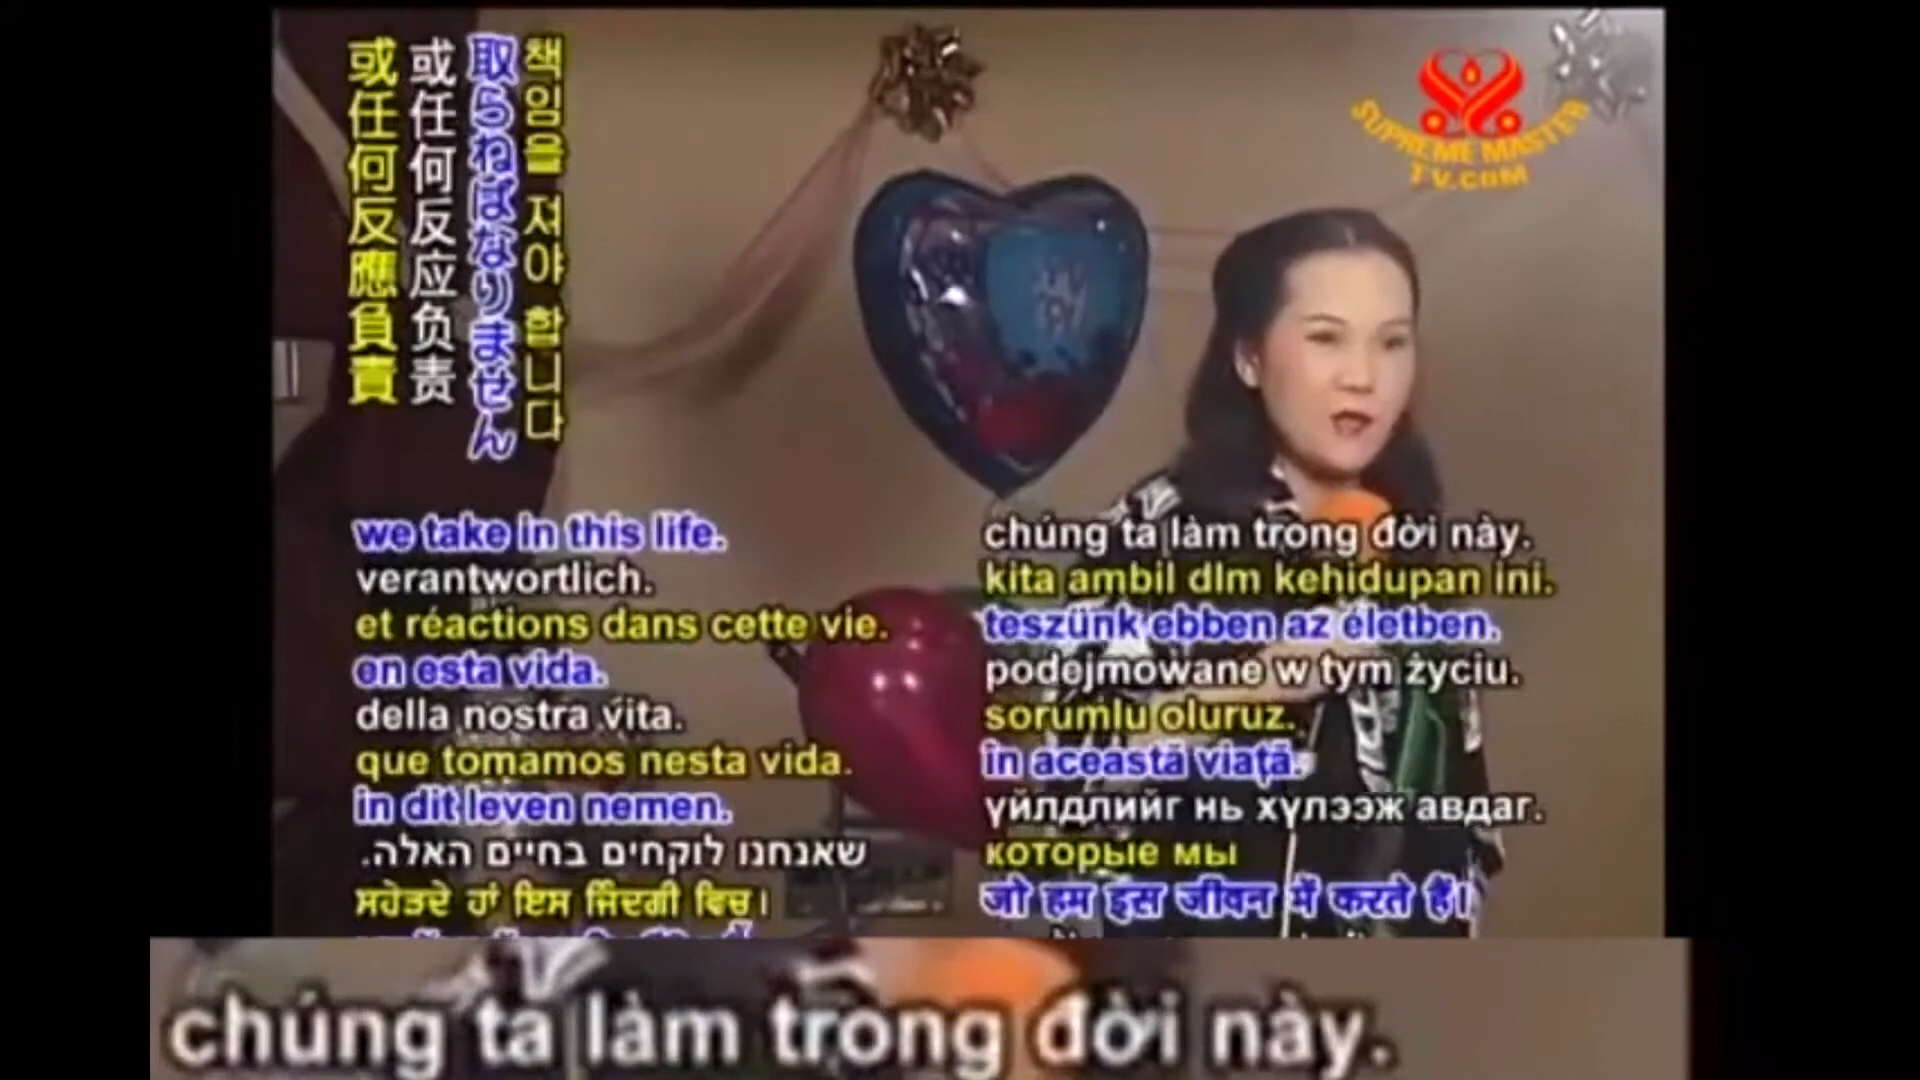 或任何反應負責
或任何反应负责
取らねばなりません
책임을 져야 합니다
SUPREME MASTER
TV.COM
we take in this life.
verantwortlich.
et réactions dans cette vie.
en esta vida.
della nostra vita.
que tomamos nesta vida.
in dit leven nemen.
שאנחנו לוקחים בחיים האלה.
ਸਹੇੜਦੇ ਹਾਂ ਇਸ ਜਿੰਦਗੀ ਵਿਚ।
chúng ta làm trong đời này.
kita ambil dlm kehidupan ini.
teszünk ebben az életben.
podejmowane w tym życiu.
sorumlu oluruz.
în această viaţă.
үйлдлийг нь хүлээж авдаг.
которые мы
जो हम इस जीवन में करते हैं।
chúng ta làm trong đời này.